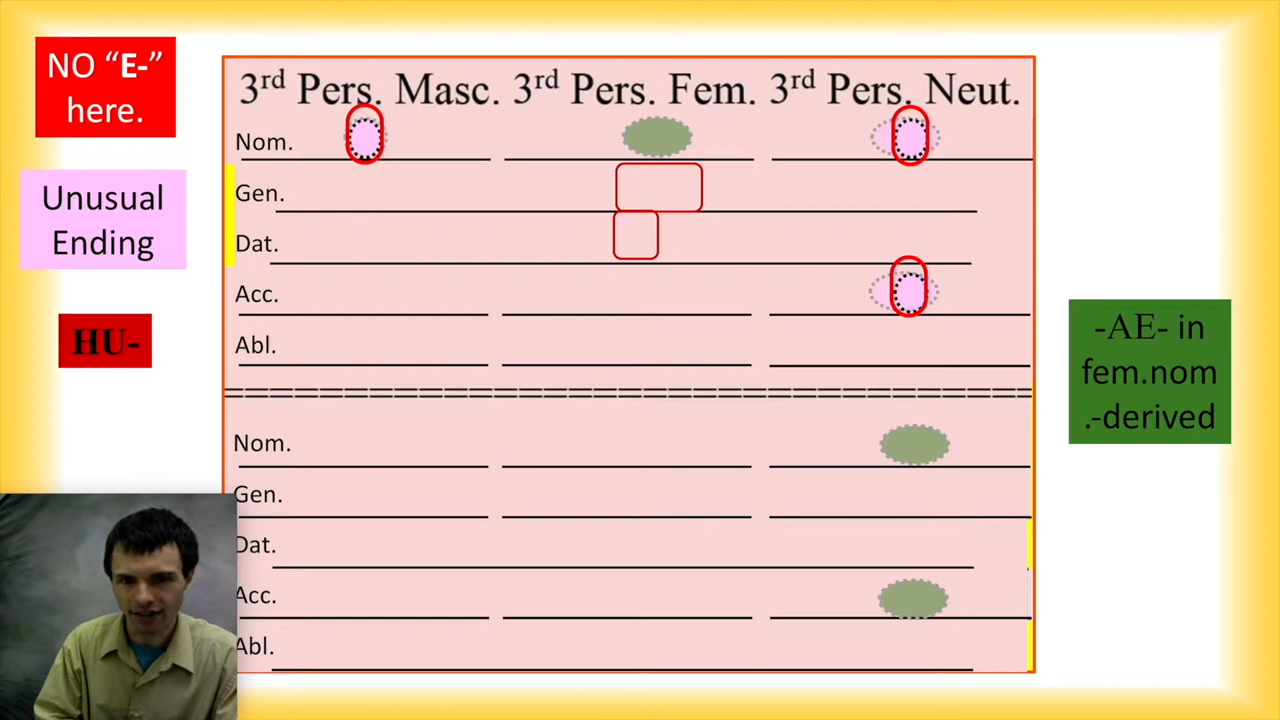 NO “E-”
here.
Unusual
Ending
HU-
3rd Pers. Masc. 3rd Pers. Fem. 3rd Pers. Neut.
Nom.
Gen.
Dat.
Acc.
Abl.
Nom.
Gen.
Dat.
Acc.
Abl.
-AE- in
fem.nom
.-derived